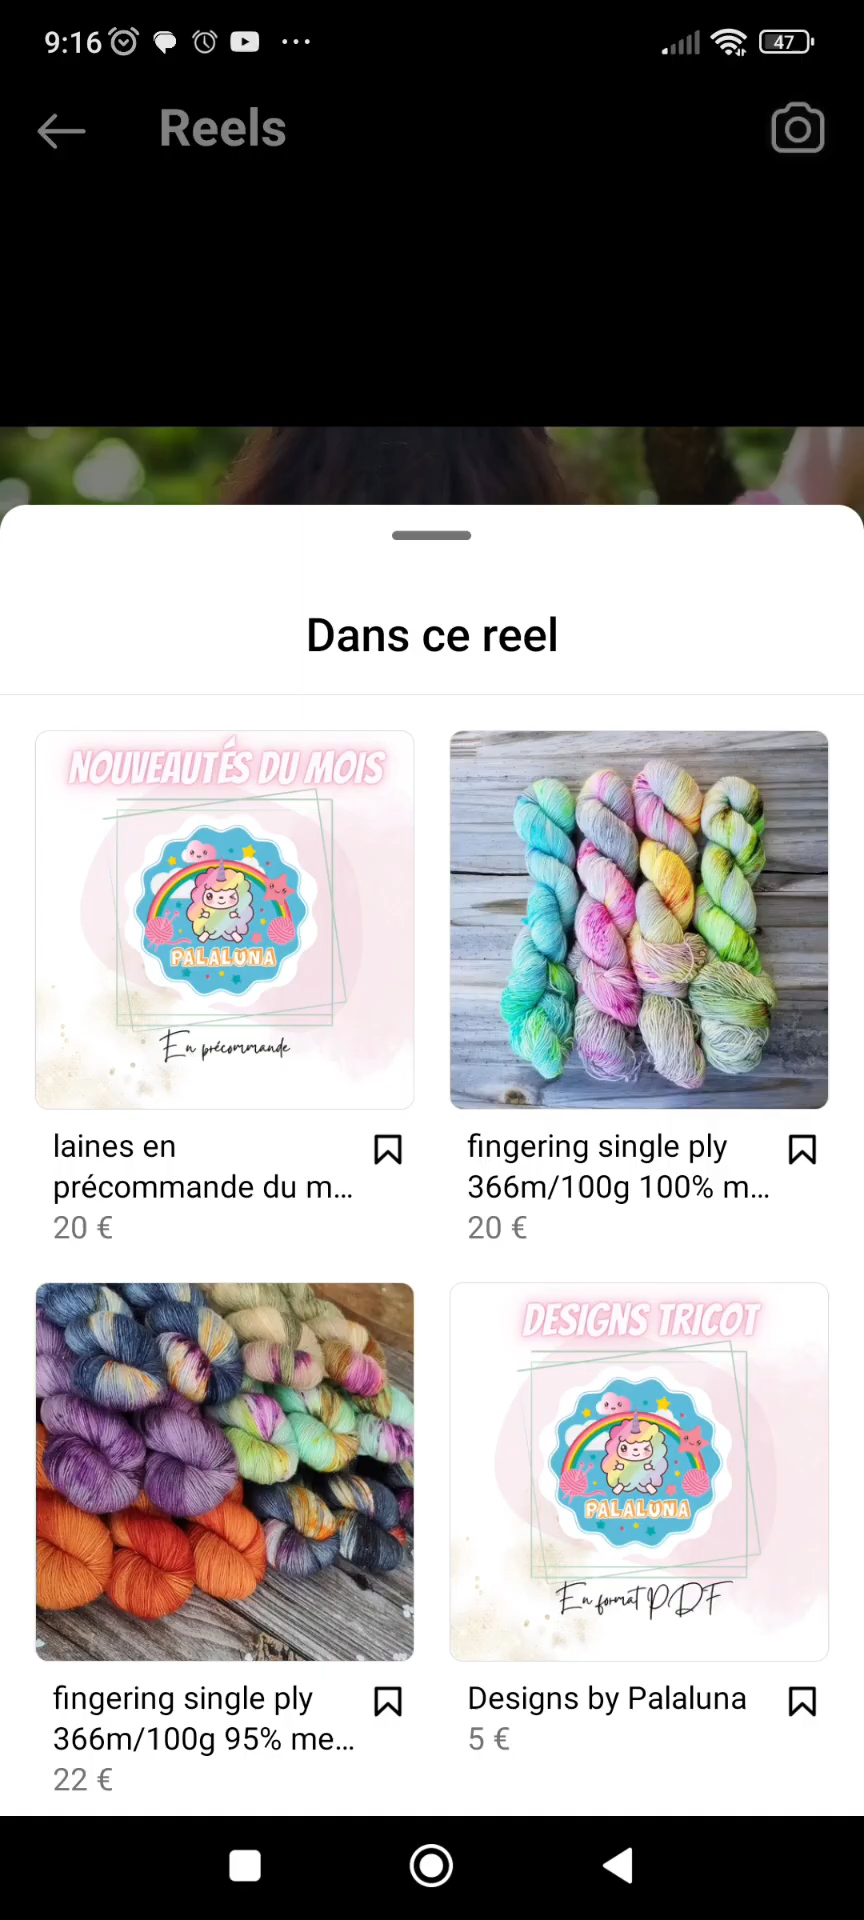 9:16
47
Reels
Dans ce reel
NOUVEAUTÉS DU MOIS
PALALUNA
En précommande
laines en
précommande du m...
20 €
fingering single ply
366m/100g 100% m...
20 €
DESIGNS TRICOT
PALALUNA
En format PDF
fingering single ply
366m/100g 95% me...
22 €
Designs by Palaluna
5 €